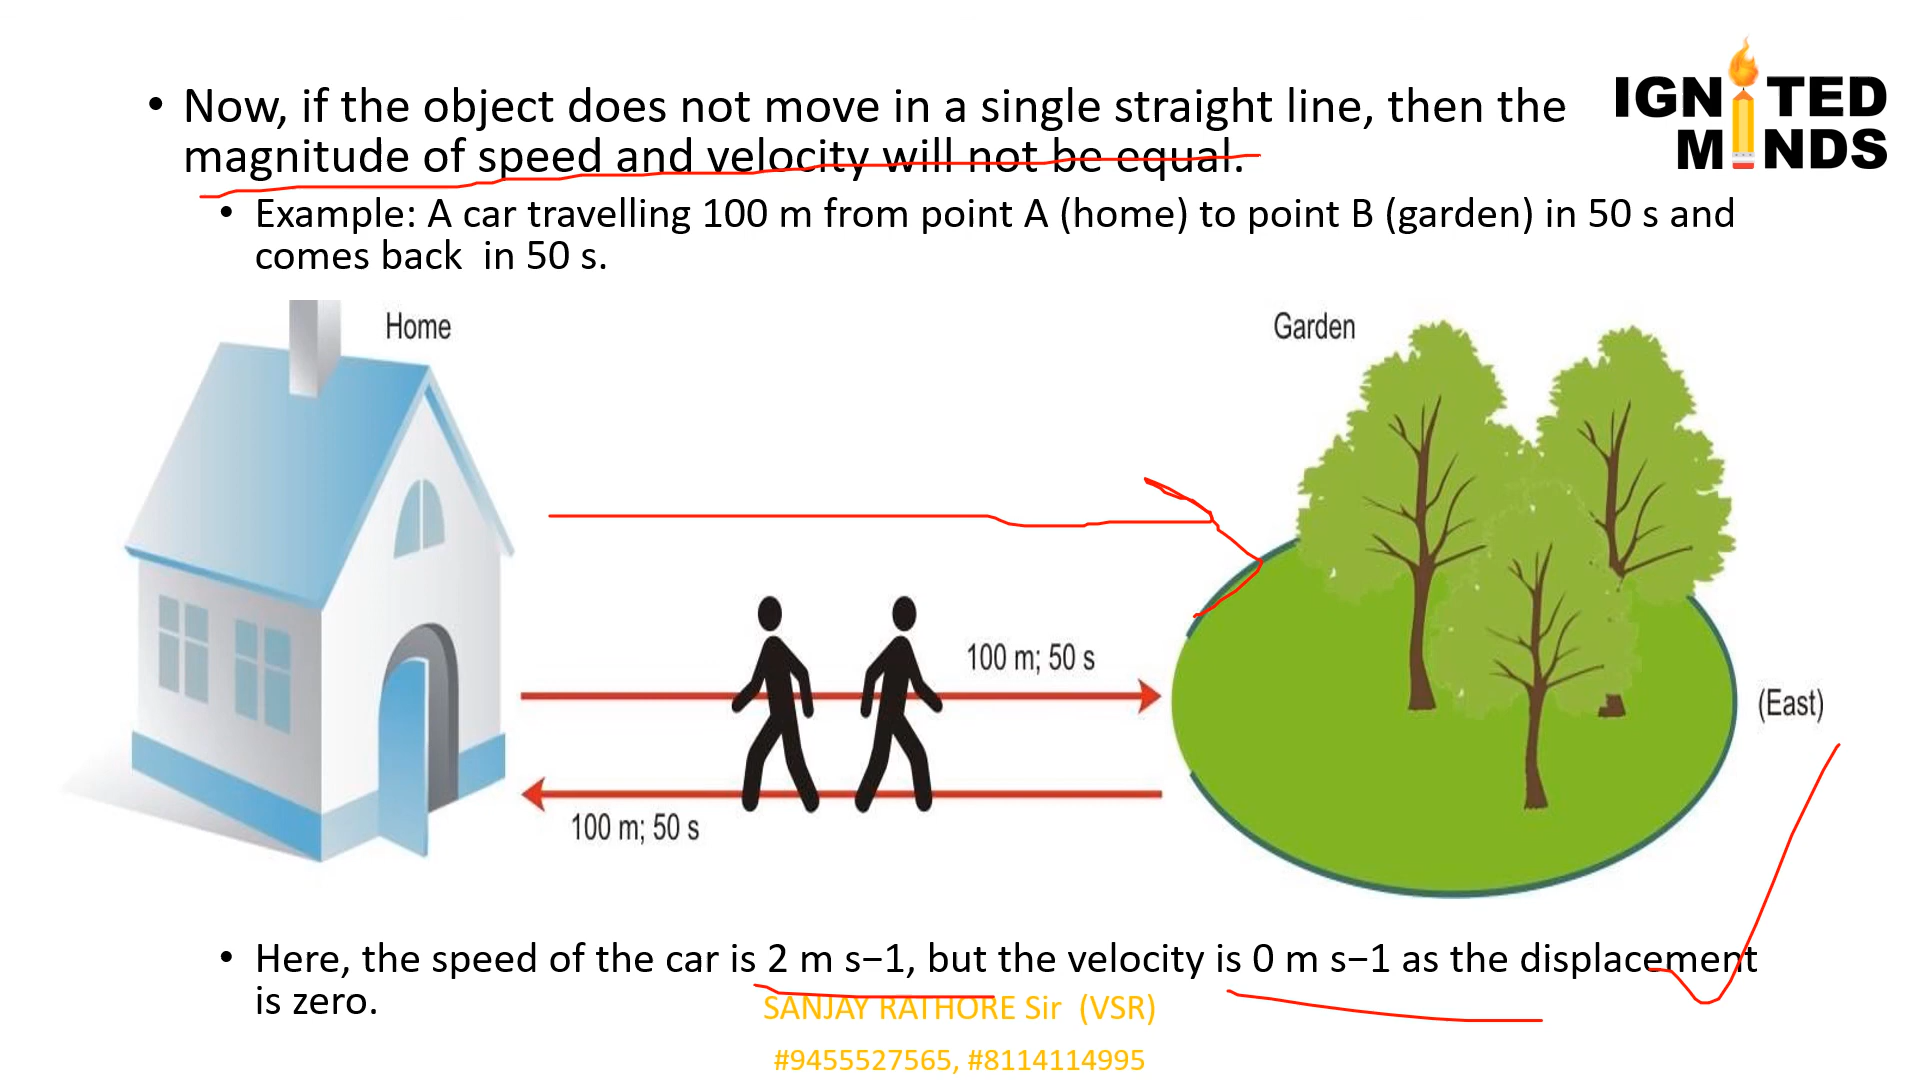 • Now, if the object does not move in a single straight line, then the
magnitude of speed and velocity will not be equal.
IGNITED
MINDS
• Example: A car travelling 100 m from point A (home) to point B (garden) in 50 s and
comes back  in 50 s.
Home
Garden
100 m; 50 s
(East)
100 m; 50 s
• Here, the speed of the car is 2 m s−1, but the velocity is 0 m s−1 as the displacement
is zero.
SANJAY RATHORE Sir  (VSR)
#9455527565, #8114114995